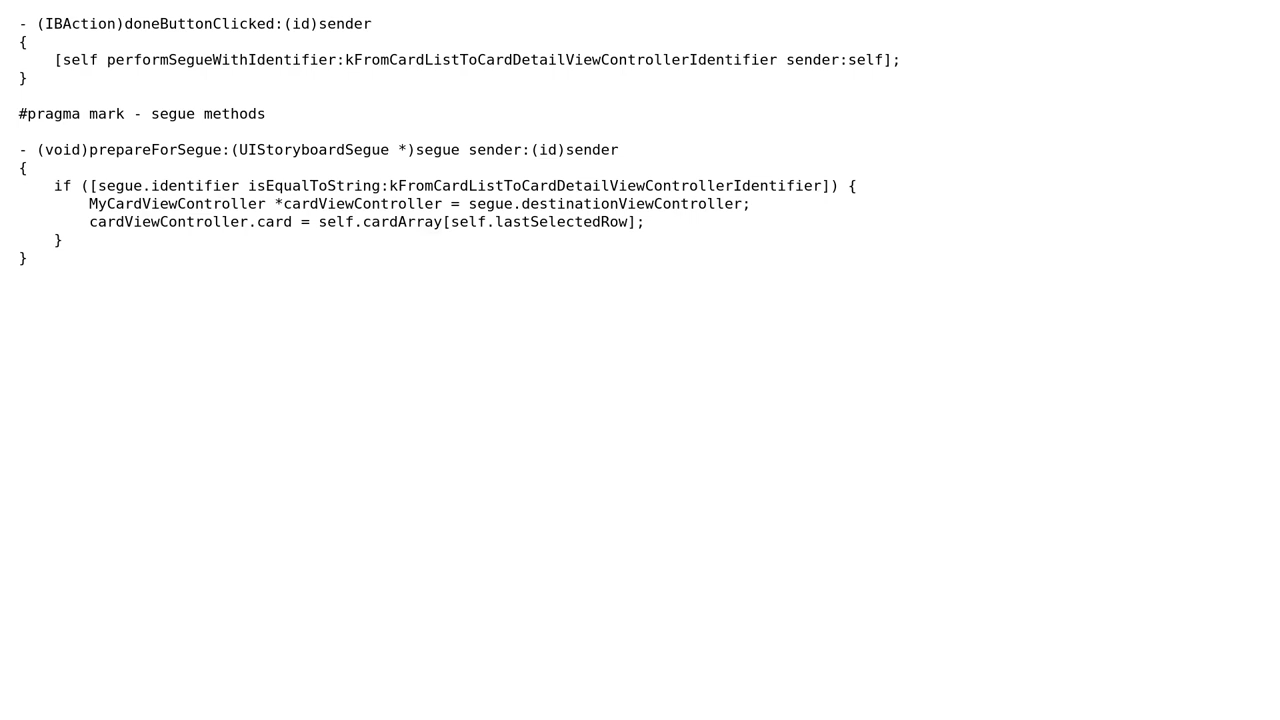 - (IBAction)doneButtonClicked:(id)sender
{
    [self performSegueWithIdentifier:kFromCardListToCardDetailViewControllerIdentifier sender:self];
}

#pragma mark - segue methods

- (void)prepareForSegue:(UIStoryboardSegue *)segue sender:(id)sender
{
    if ([segue.identifier isEqualToString:kFromCardListToCardDetailViewControllerIdentifier]) {
        MyCardViewController *cardViewController = segue.destinationViewController;
        cardViewController.card = self.cardArray[self.lastSelectedRow];
    }
}